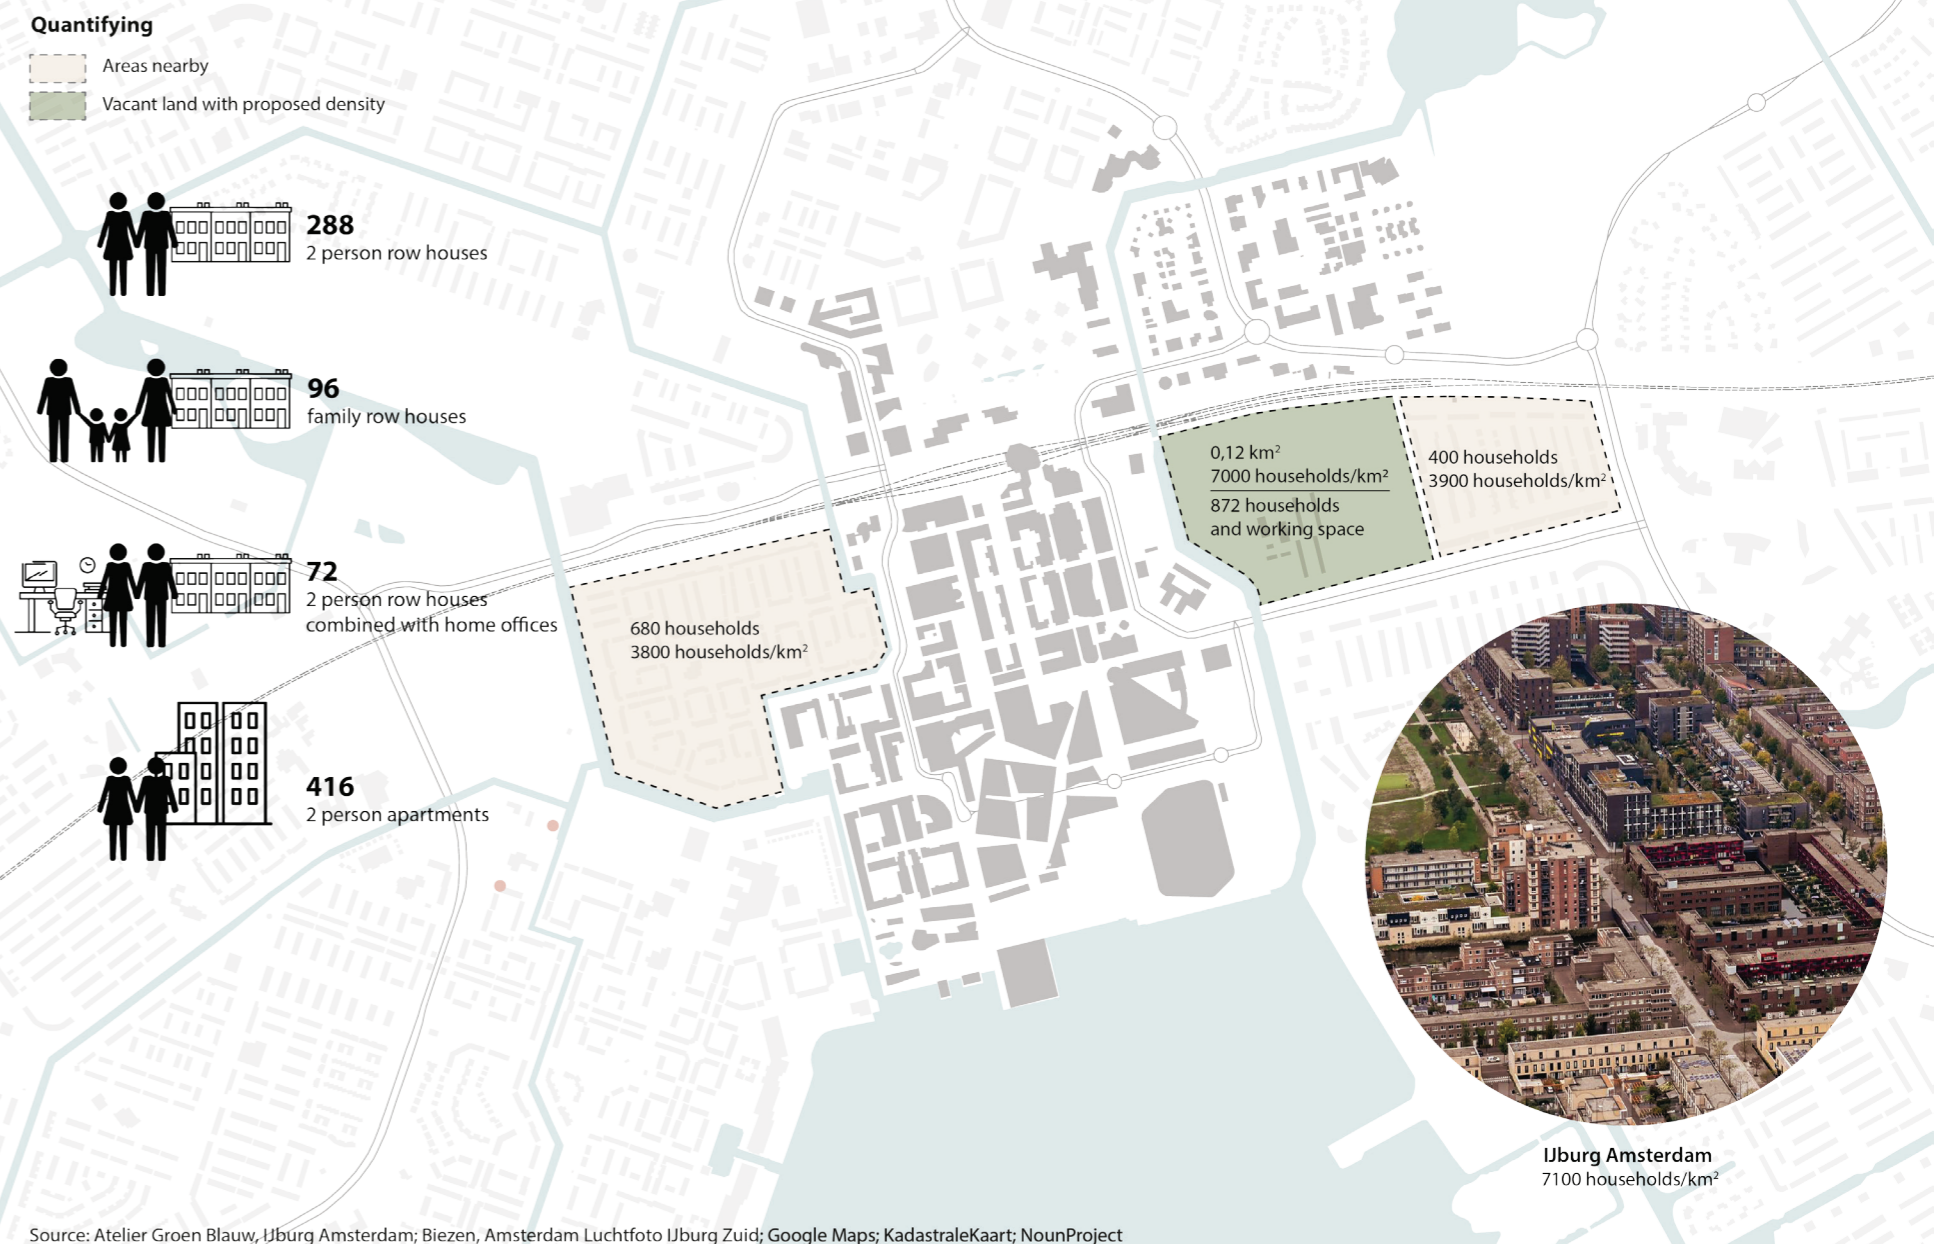 Quantifying
Areas nearby
Vacant land with proposed density
288
2 person row houses
96
family row houses
72
2 person row houses
combined with home offices
416
2 person apartments
680 households
3800 households/km²
0,12 km²
7000 households/km²
872 households
and working space
400 households
3900 households/km²
IJburg Amsterdam
7100 households/km²
Source: Atelier Groen Blauw, IJburg Amsterdam; Biezen, Amsterdam Luchtfoto IJburg Zuid; Google Maps; KadastraleKaart; NounProject